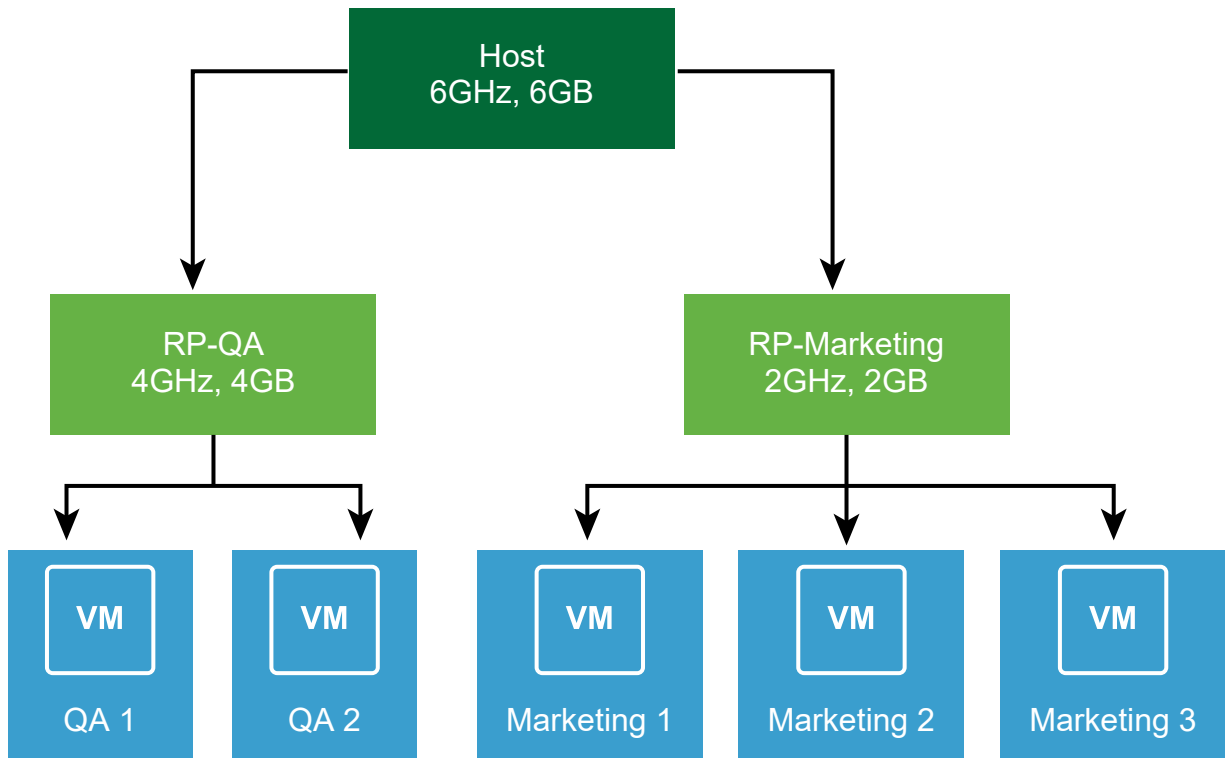 Host
6GHz, 6GB
RP-QA
4GHz, 4GB
RP-Marketing
2GHz, 2GB
VM
QA 1
VM
QA 2
VM
Marketing 1
VM
Marketing 2
VM
Marketing 3